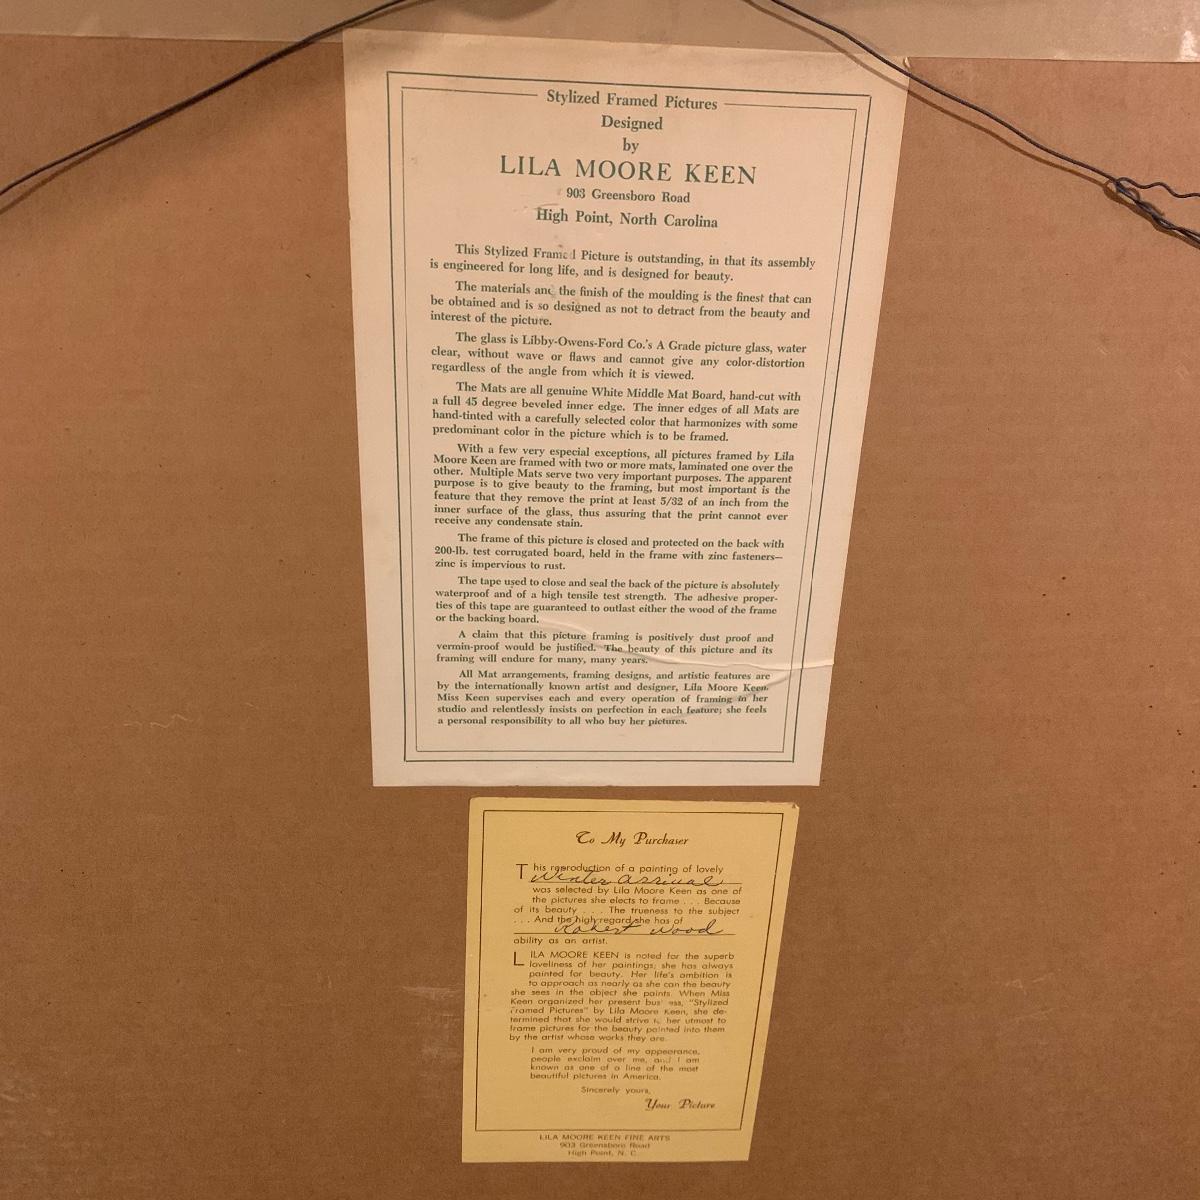 Stylized Framed Pictures
Designed
by
LILA MOORE KEEN
903 Greensboro Road
High Point, North Carolina
This Stylized Framed Picture is outstanding, in that its assembly
is engineered for long life, and is designed for beauty.
The materials and the finish of the moulding is the finest that can
be obtained and is so designed as not to detract from the beauty and
interest of the picture.
The glass is Libby-Owens-Ford Co.'s A Grade picture glass, water
clear, without wave or flaws and cannot give any color-distortion
regardless of the angle from which it is viewed.
The Mats are all genuine White Middle Mat Board, hand-cut with
a full 45 degree beveled inner edge. The inner edges of all Mats are
hand-tinted with a carefully selected color that harmonizes with some
predominant color in the picture which is to be framed.
With a few very especial exceptions, all pictures framed by Lila
Moore Keen are framed with two or more mats, laminated one over the
other. Multiple Mats serve two very important purposes. The apparent
purpose is to give beauty to the framing, but most important is the
feature that they remove the print at least 5/32 of an inch from the
inner surface of the glass, thus assuring that the print cannot ever
receive any condensate stain.
The frame of this picture is closed and protected on the back with
200-lb. test corrugated board, held in the frame with zinc fasteners—
zinc is impervious to rust.
The tape used to close and seal the back of the picture is absolutely
waterproof and of a high tensile test strength. The adhesive proper-
ties of this tape are guaranteed to outlast either the wood of the frame
or the backing board.
A claim that this picture framing is positively dust proof and
vermin-proof would be justified. The beauty of this picture and its
framing will endure for many, many years.
All Mat arrangements, framing designs, and artistic features are
by the internationally known artist and designer, Lila Moore Keen.
Miss Keen supervises each and every operation of framing in her
studio and relentlessly insists on perfection in each feature; she feels
a personal responsibility to all who buy her pictures.
To My Purchaser
This reproduction of a painting of lovely
Winter Arrival
was selected by Lila Moore Keen as one of
the pictures she elects to frame . . . Because
of its beauty . . . The trueness to the subject
. . . And the high regard she has of
Robert Wood
ability as an artist.
LILA MOORE KEEN is noted for the superb
loveliness of her paintings; she has always
painted for beauty. Her life's ambition is
to approach as nearly as she can the beauty
she sees in the object she paints. When Miss
Keen organized her present business, "Stylized
Framed Pictures" by Lila Moore Keen, she de-
termined that she would strive to her utmost to
frame pictures for the beauty painted into them
by the artist whose works they are.
I am very proud of my appearance,
people exclaim over me, and I am
known as one of a line of the most
beautiful pictures in America.
Sincerely yours,
Your Picture
LILA MOORE KEEN FINE ARTS
903 Greensboro Road
High Point, N. C.